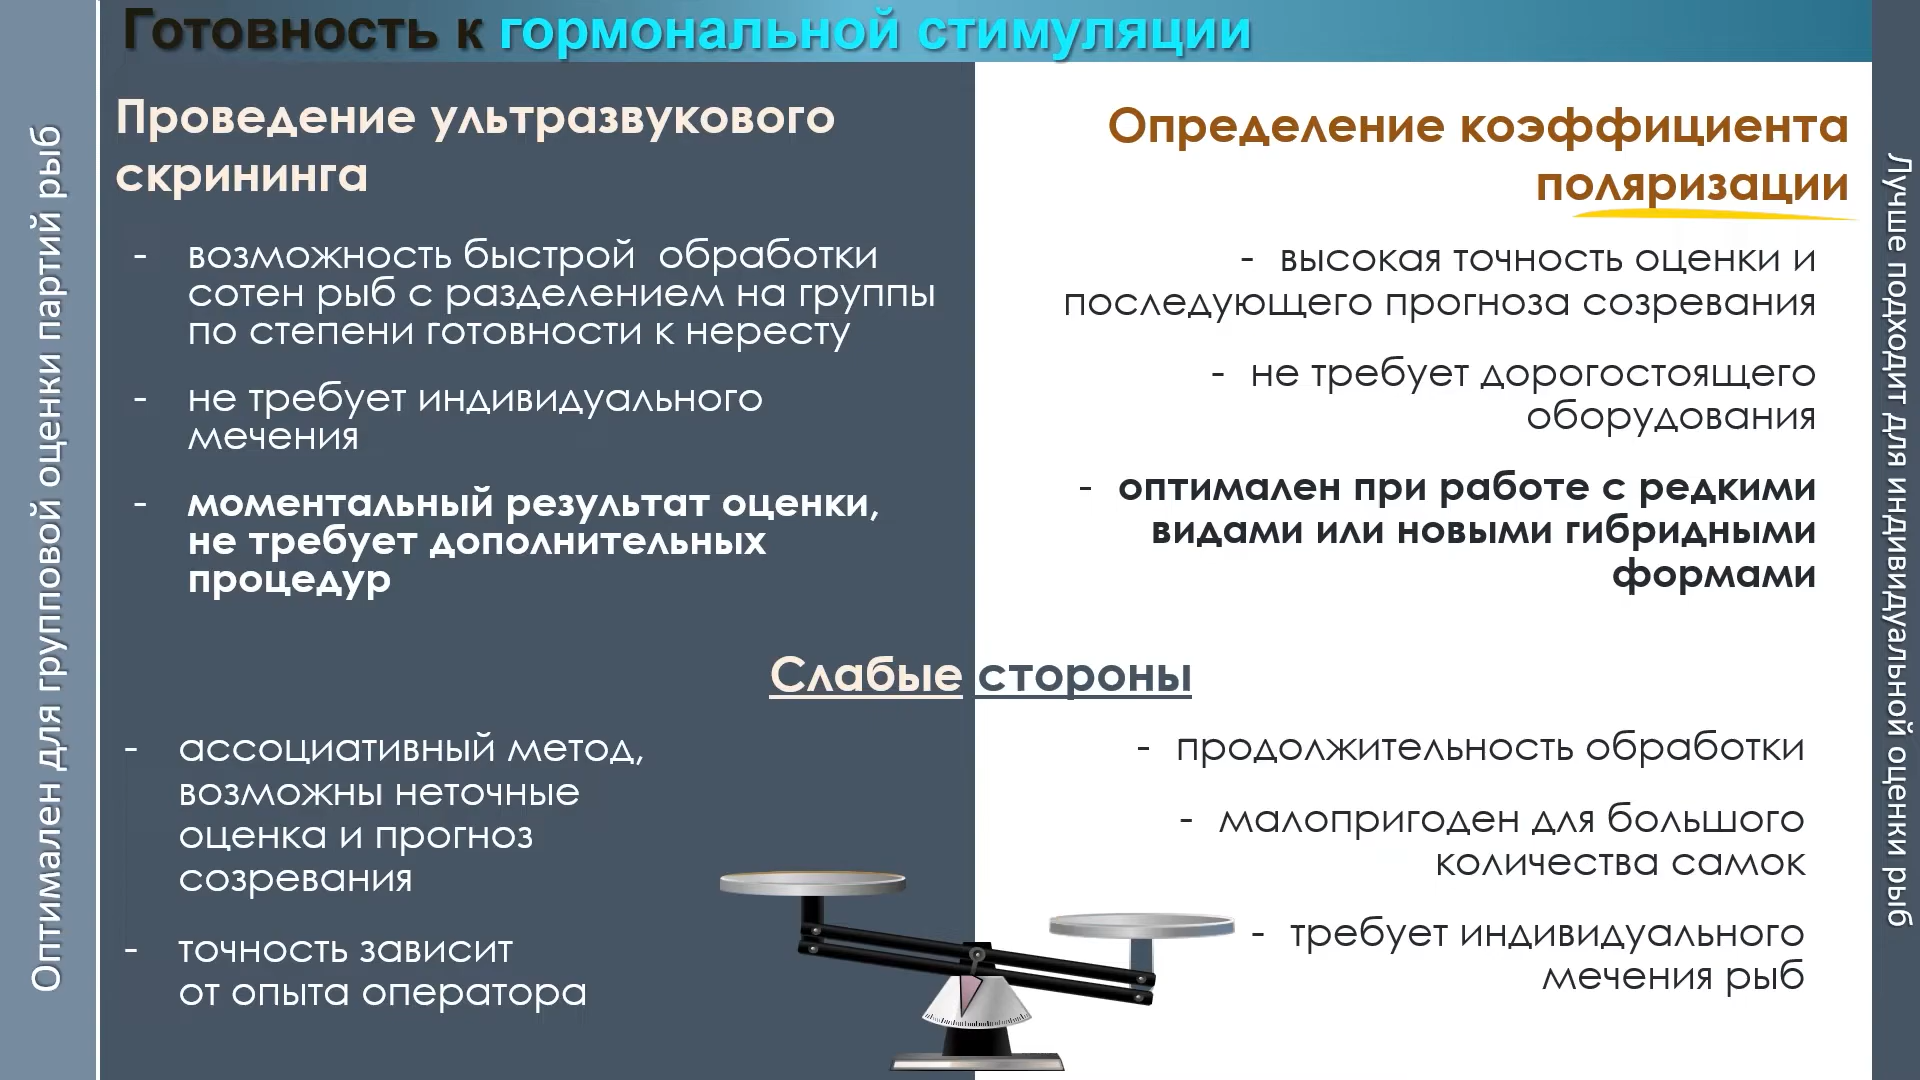 Готовность к гормональной стимуляции
Оптимален для групповой оценки партий рыб
Проведение ультразвукового
скрининга
- возможность быстрой  обработки
сотен рыб с разделением на группы
по степени готовности к нересту
- не требует индивидуального
мечения
- моментальный результат оценки,
не требует дополнительных
процедур
Определение коэффициента
поляризации
- высокая точность оценки и
последующего прогноза созревания
- не требует дорогостоящего
оборудования
- оптимален при работе с редкими
видами или новыми гибридными
формами
Слабые стороны
- ассоциативный метод,
возможны неточные
оценка и прогноз
созревания
- точность зависит
от опыта оператора
- продолжительность обработки
- малопригоден для большого
количества самок
- требует индивидуального
мечения рыб
Лучше подходит для индивидуальной оценки рыб